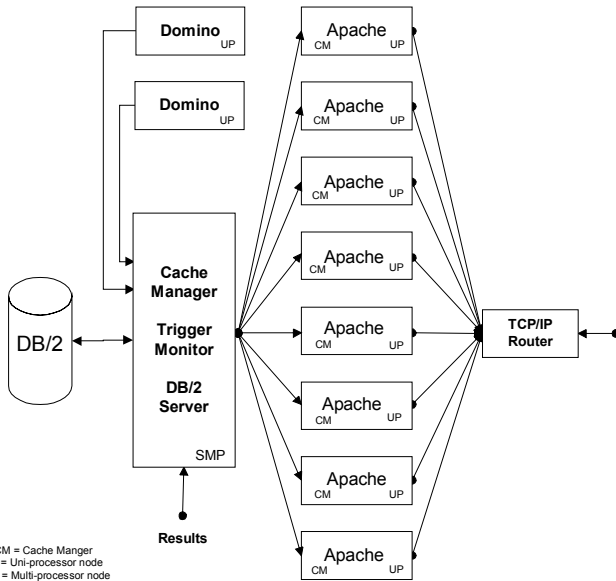 Domino
UP
Domino
UP
Cache
Manager
Trigger
Monitor
DB/2
Server
SMP
DB/2
Results
Apache
CM
UP
Apache
CM
UP
Apache
CM
UP
Apache
CM
UP
Apache
CM
UP
Apache
CM
UP
Apache
CM
UP
Apache
CM
UP
TCP/IP
Router
CM = Cache Manger
= Uni-processor node
= Multi-processor node